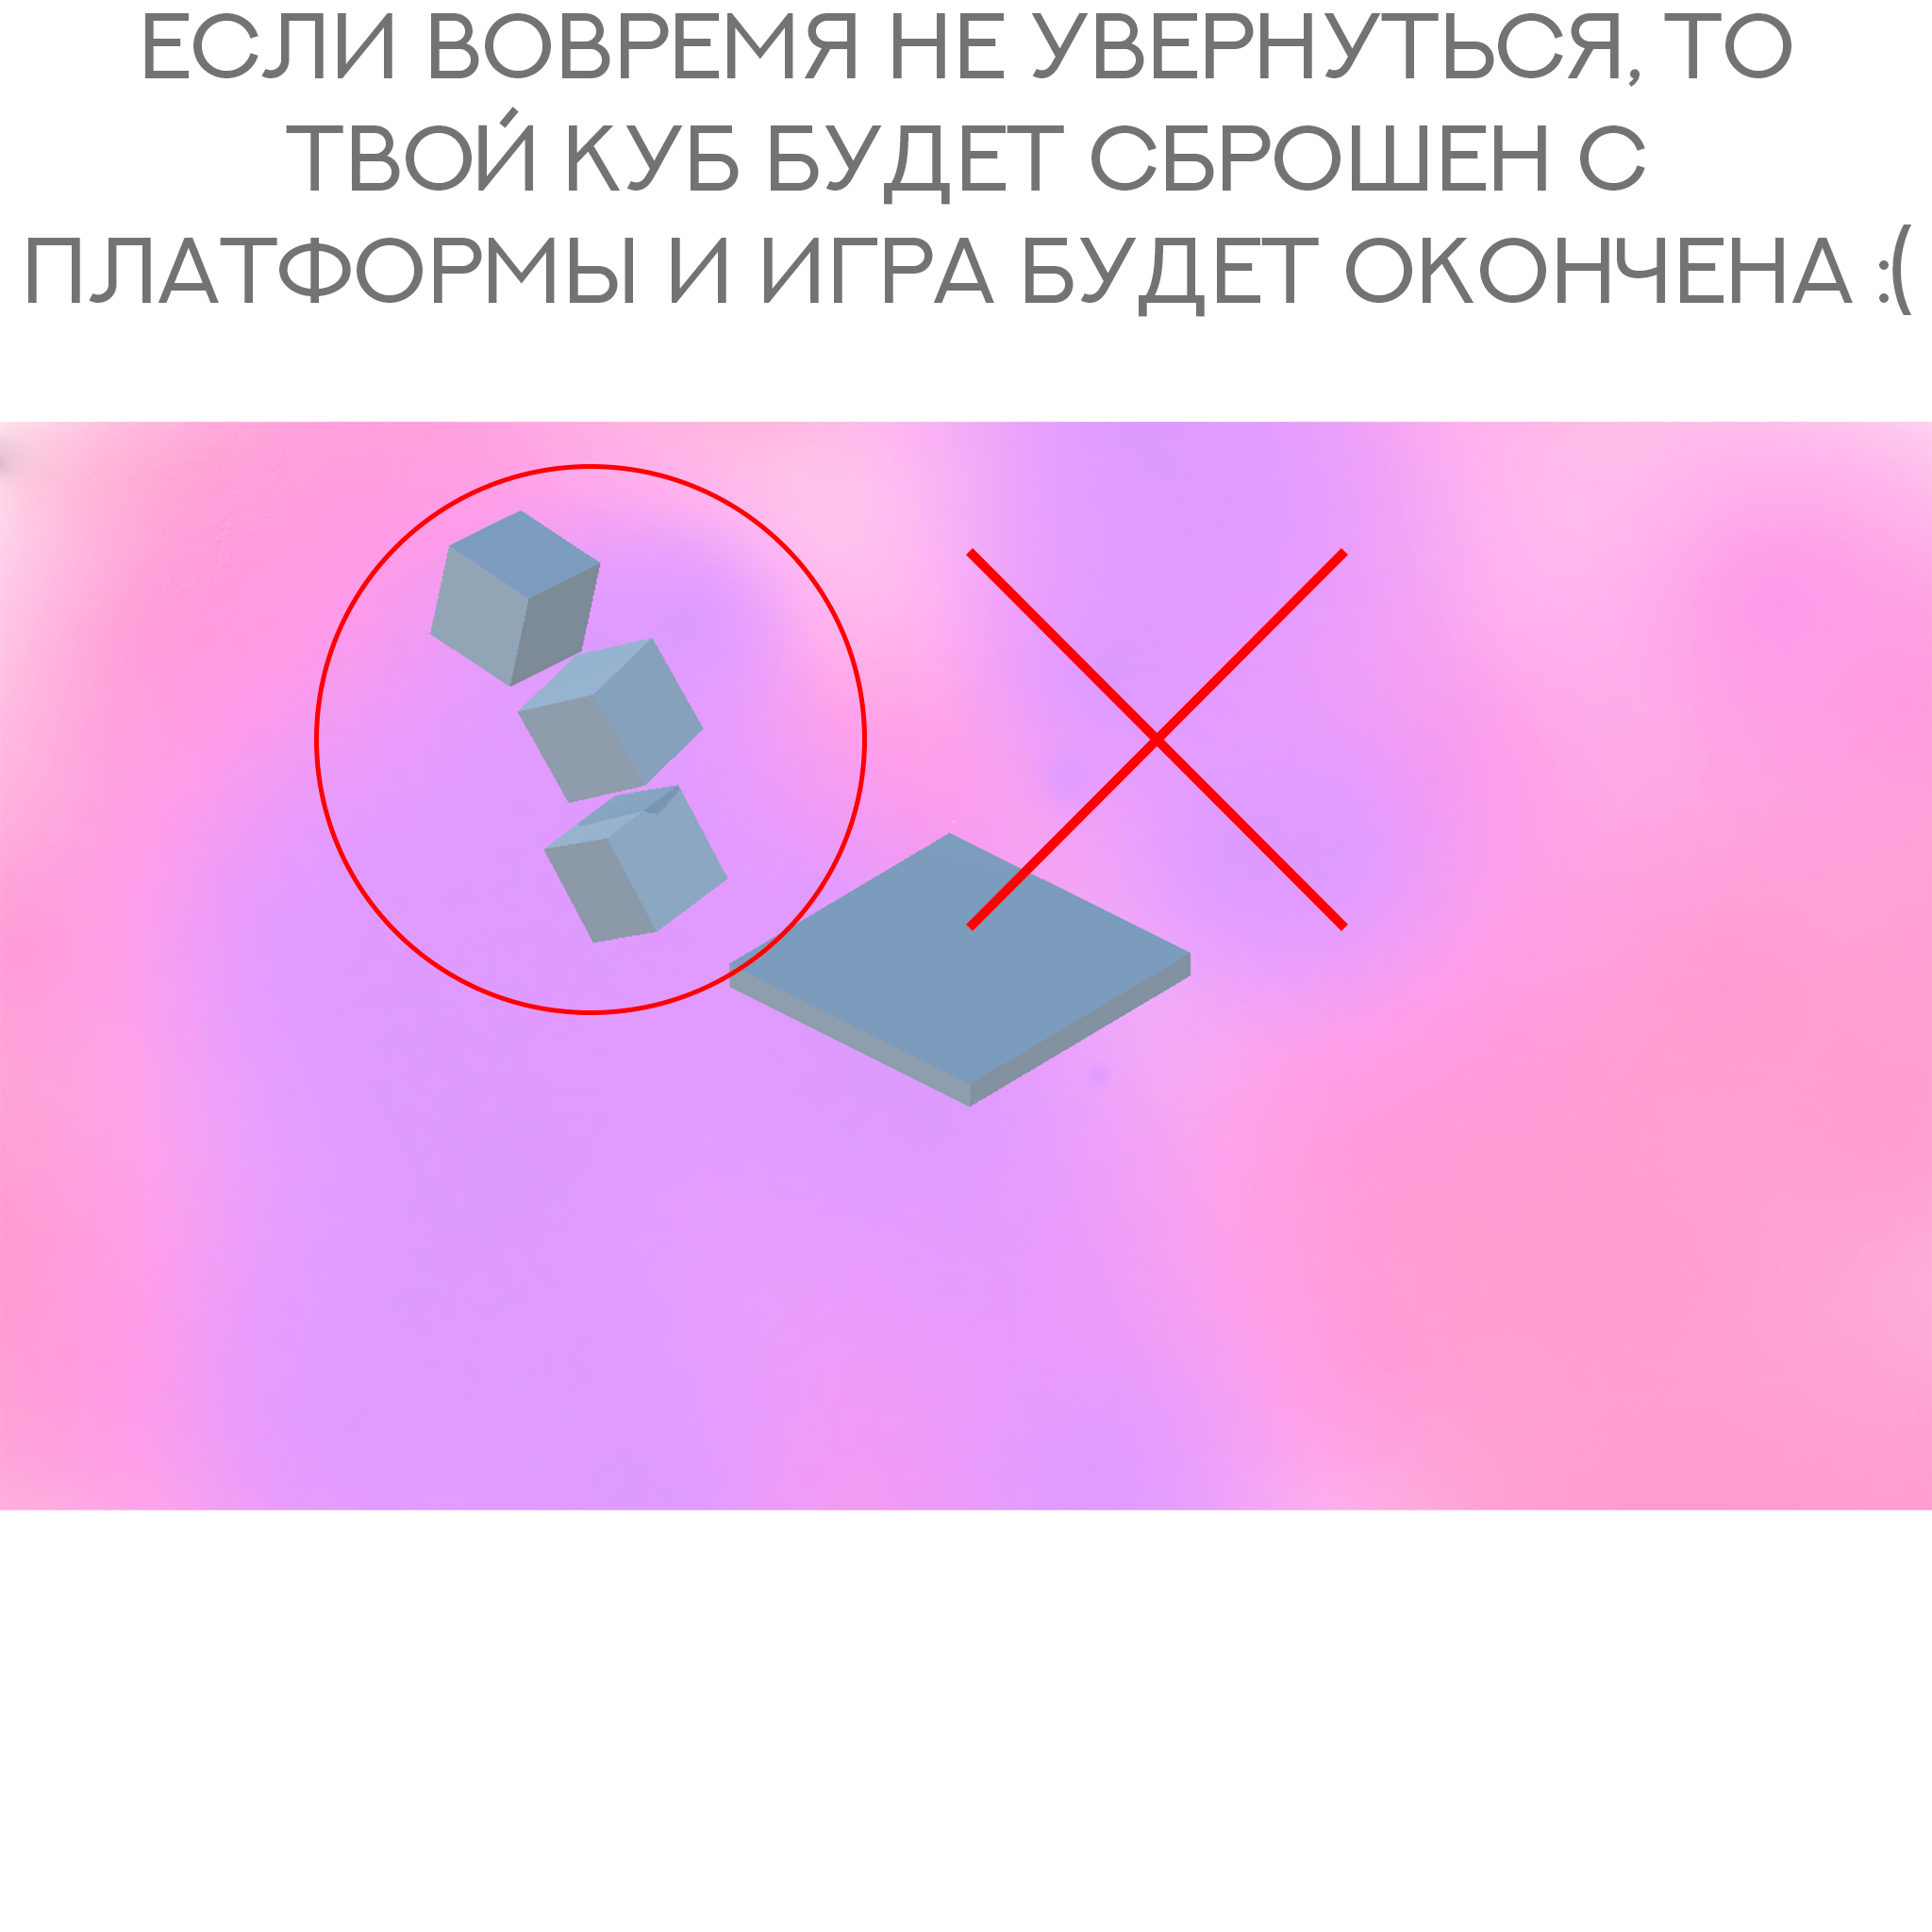 ЕСЛИ ВОВРЕМЯ НЕ УВЕРНУТЬСЯ, ТО
ТВОЙ КУБ БУДЕТ СБРОШЕН С
ПЛАТФОРМЫ И ИГРА БУДЕТ ОКОНЧЕНА :(